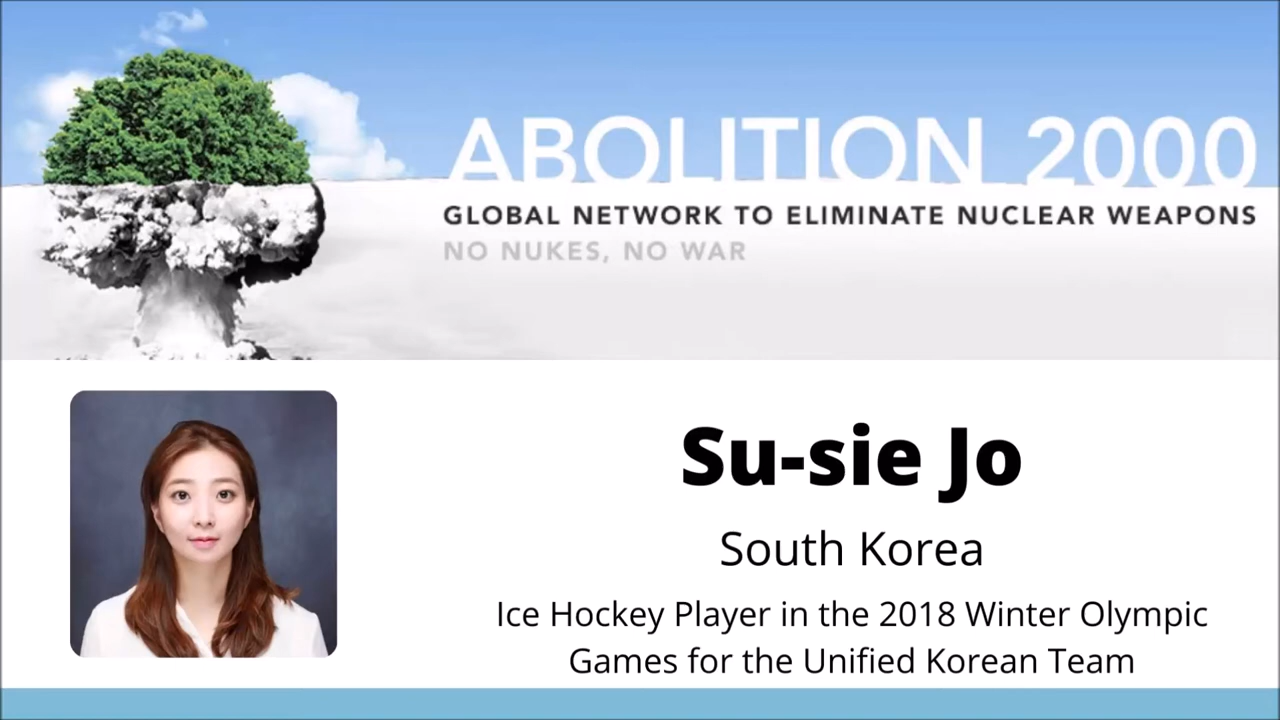 ABOLITION 2000
GLOBAL NETWORK TO ELIMINATE NUCLEAR WEAPONS
NO NUKES, NO WAR
Su-sie Jo
South Korea
Ice Hockey Player in the 2018 Winter Olympic
Games for the Unified Korean Team